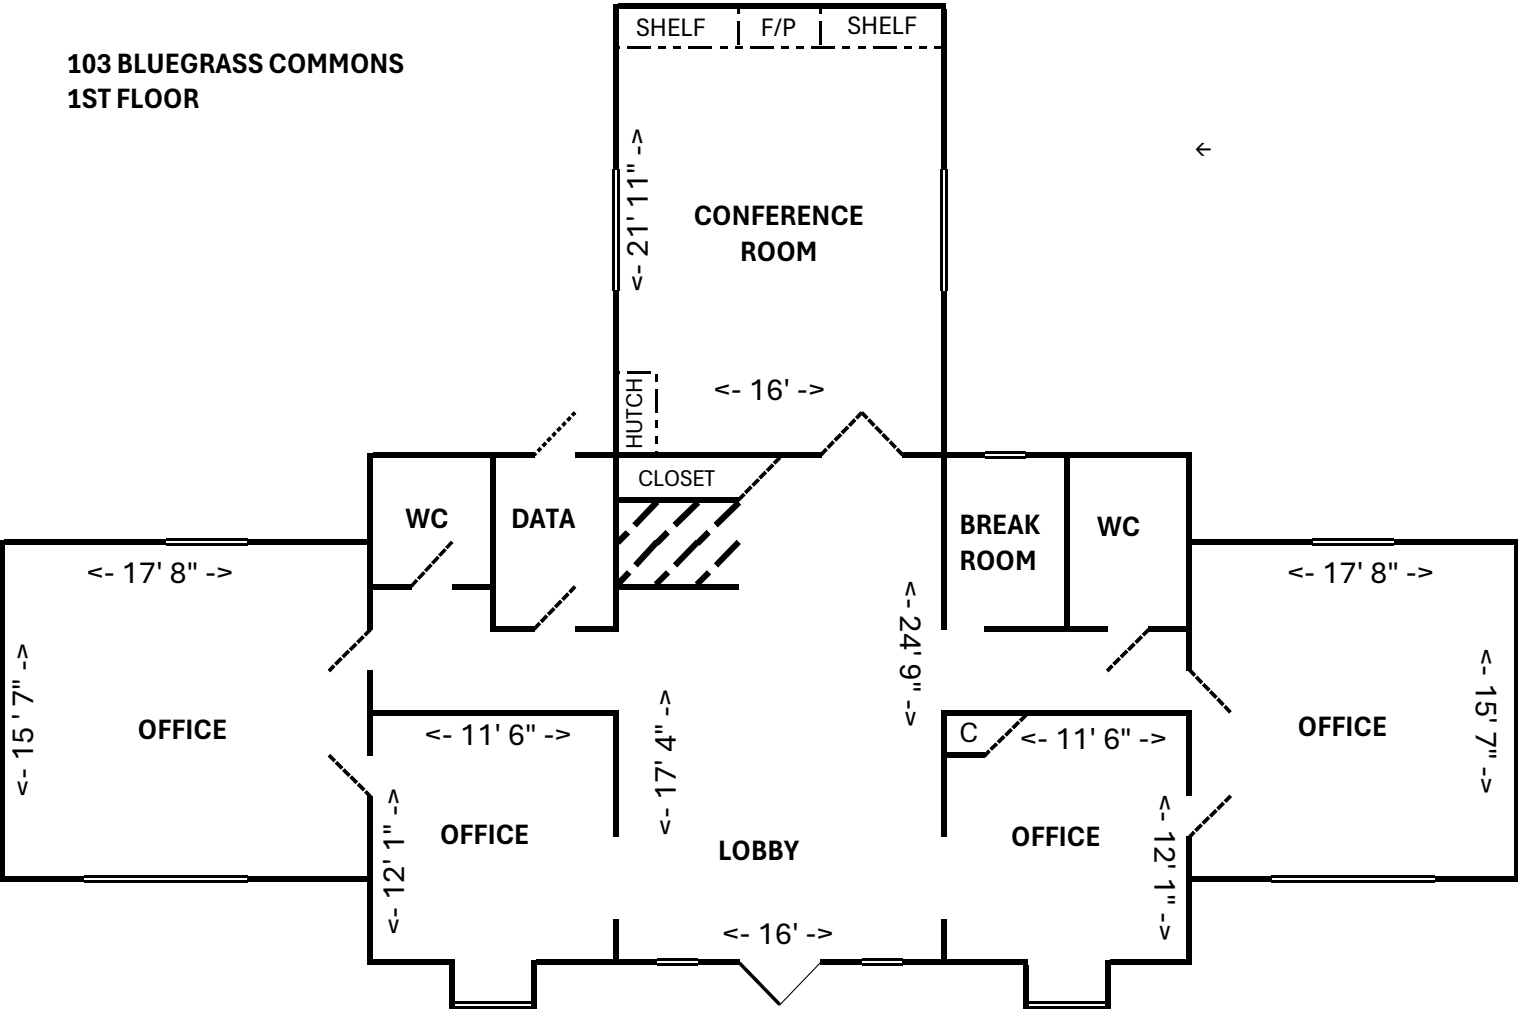 SHELF F/P SHELF
103 BLUEGRASS COMMONS
1ST FLOOR
<- 21' 11" ->
←
CONFERENCE
ROOM
<- 16' ->
HUTCH
CLOSET
WC
DATA
BREAK
ROOM
WC
<- 17' 8" ->
<- 17' 8" ->
<- 24' 9" ->
<- 15' 7" ->
OFFICE
<- 11' 6" ->
<- 17' 4" ->
C
<- 11' 6" ->
OFFICE
<- 15' 7" ->
<- 12' 1" ->
OFFICE
LOBBY
OFFICE
<- 12' 1" ->
<- 16' ->